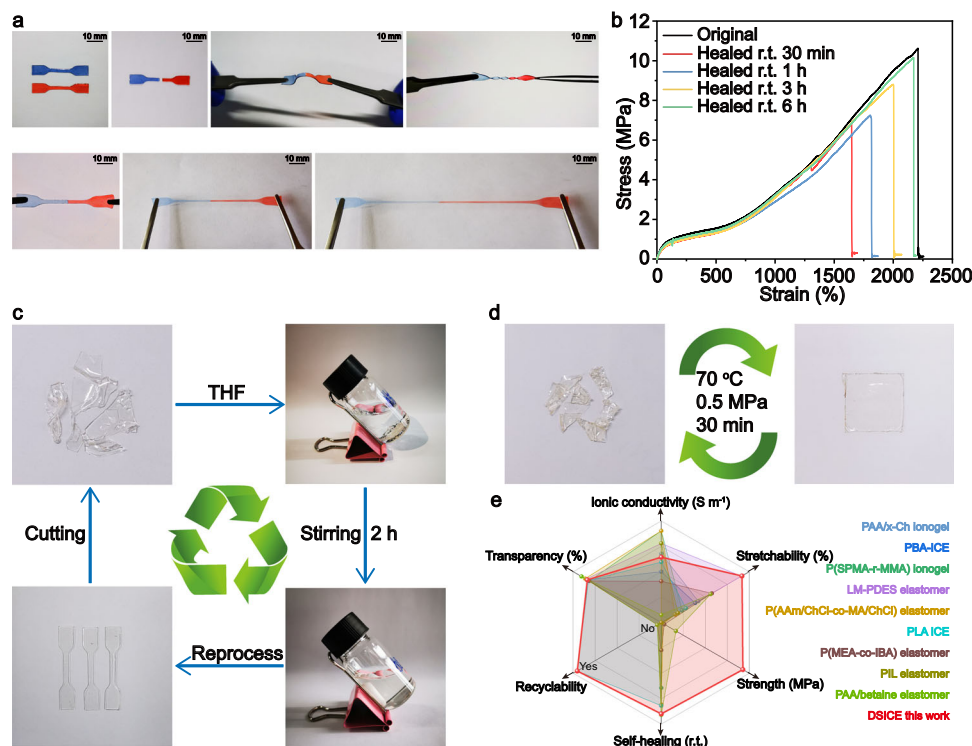 a
10 mm
10 mm
10 mm
10 mm
10 mm
10 mm
10 mm
b
Original
Healed r.t. 30 min
Healed r.t. 1 h
Healed r.t. 3 h
Healed r.t. 6 h
Stress (MPa)
12
10
8
6
4
2
0
0
500
1000
1500
2000
2500
Strain (%)
c
THF
Cutting
Stirring 2 h
Reprocess
d
70 °C
0.5 MPa
30 min
e
Ionic conductivity (S m⁻¹)
Transparency (%)
Stretchability (%)
No
Yes
Recyclability
Strength (MPa)
Self-healing (r.t.)
PAA/x-Ch ionogel
PBA-ICE
P(SPMA-r-MMA) ionogel
LM-PDES elastomer
P(AAm/ChCl-co-MA/ChCl) elastomer
PLA ICE
P(MEA-co-IBA) elastomer
PIL elastomer
PAA/betaine elastomer
DSICE this work